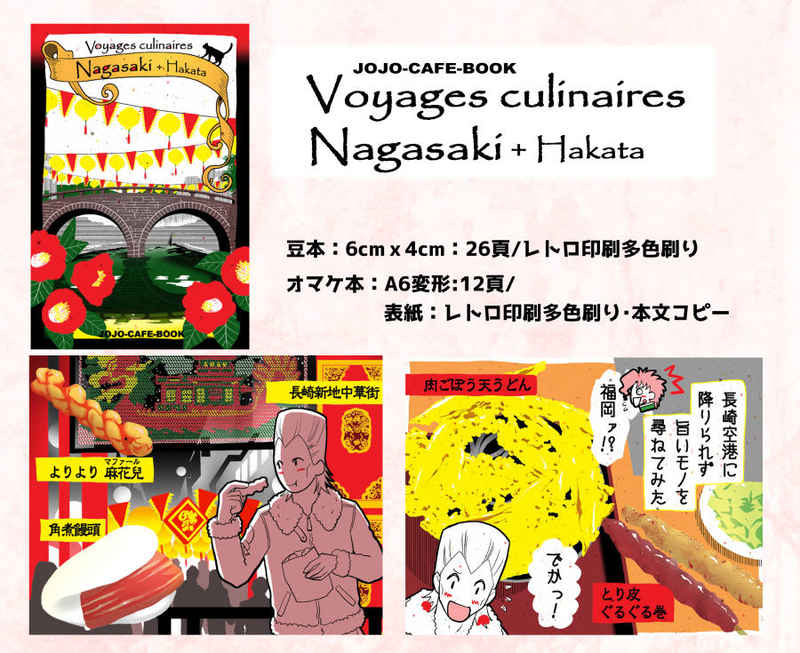 Voyages culinaires
Nagasaki + Hakata
JOJO-CAFE-BOOK
JOJO-CAFE-BOOK
Voyages culinaires
Nagasaki + Hakata
豆本:6cm x 4cm:26頁/レトロ印刷多色刷り
オマケ本:A6変形:12頁/
表紙:レトロ印刷多色刷り・本文コピー
長崎新地中華街
マファール
よりより 麻花兒
角煮饅頭
肉ごぼう天うどん
福岡ァ!?
長崎空港に
降りられず
旨いモノを
尋ねてみた
でかっ!
とり皮
ぐるぐる巻